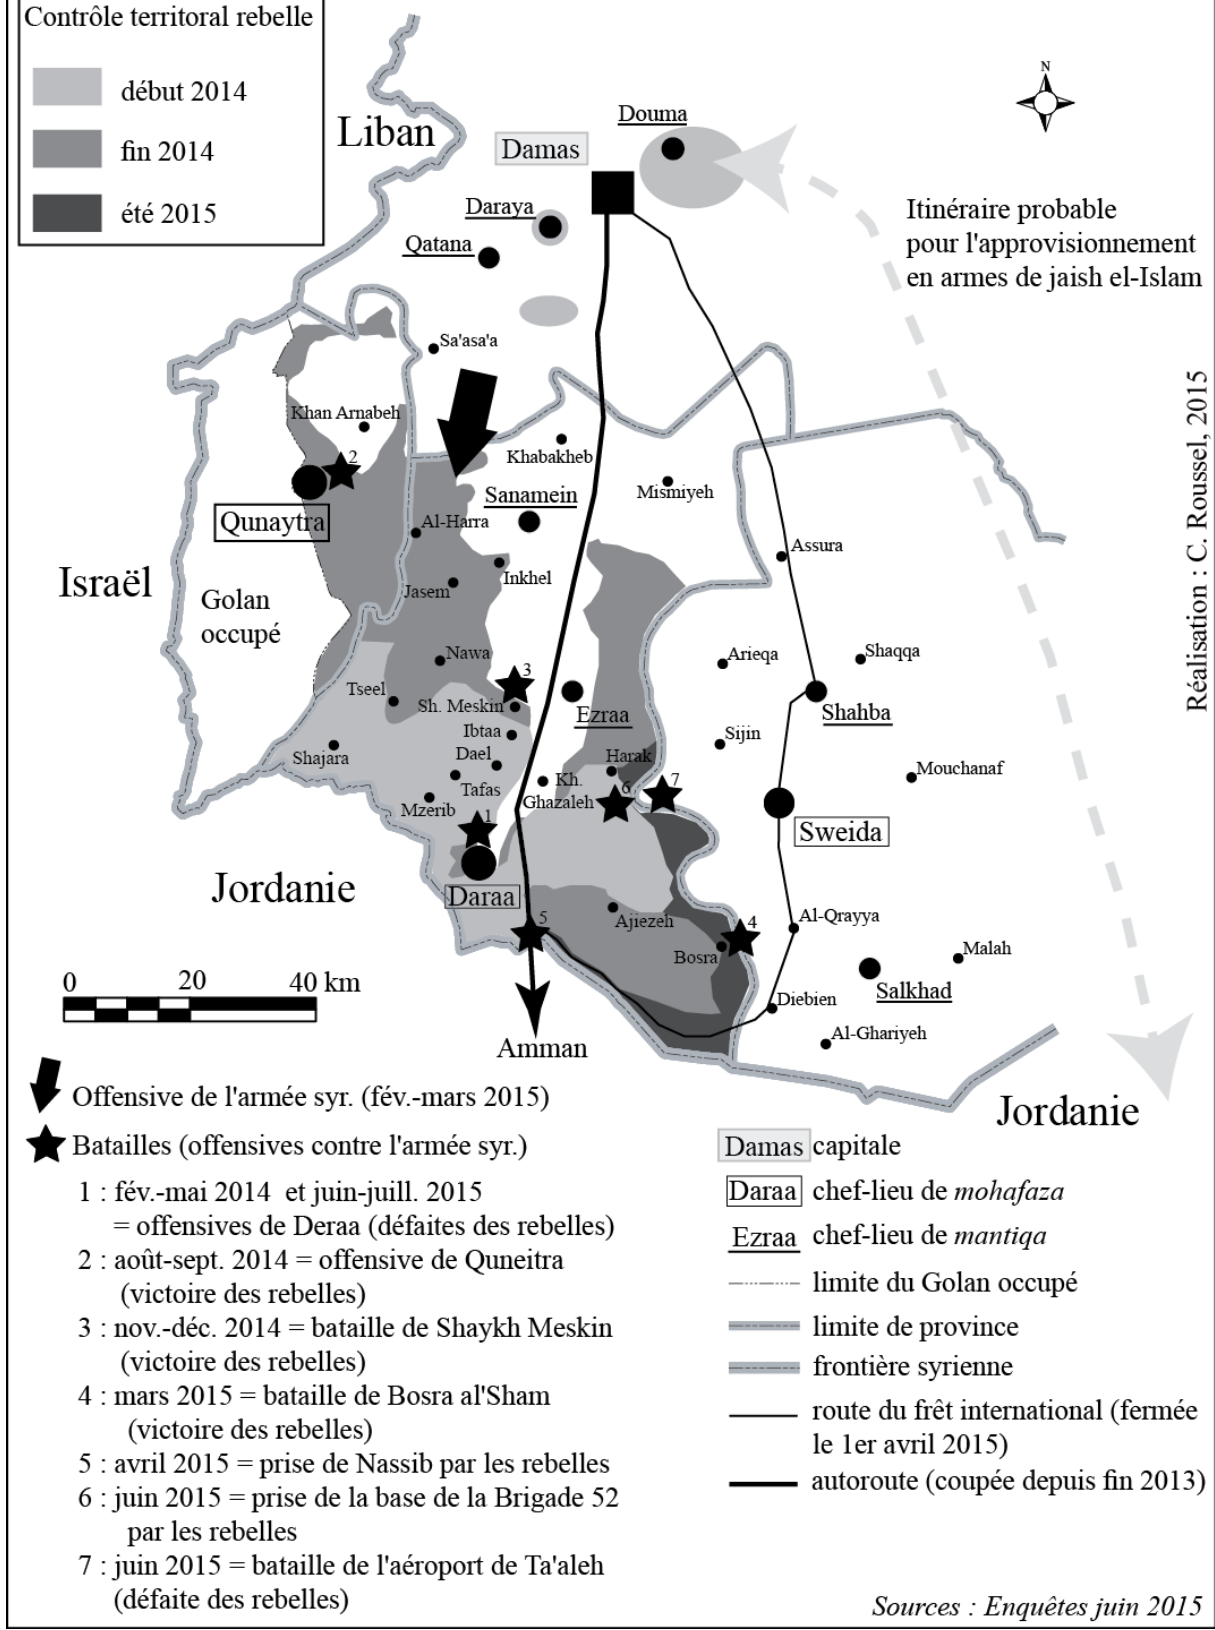 Contrôle territoral rebelle
début 2014
fin 2014
été 2015
Liban
Douma
Damas
Daraya
Qatana
N
Itinéraire probable
pour l'approvisionnement
en armes de jaish el-Islam
Sa'asa'a
Khan Arnabeh
2
Khabakheb
Mismiyeh
Sanamein
Qunaytra
Al-Harra
Assura
Israël
Golan
occupé
Jasem
Inkhel
Nawa
Arieqa
Shaqqa
3
Tseel
Sh. Meskin
Ezraa
Shahba
Ibtaa
Sijin
Shajara
Dael
Harak
Mouchanaf
Tafas
Kh.
Ghazaleh
6
7
Mzerib
1
Sweida
Jordanie
Daraa
5
Ajiezeh
4
Al-Qrayya
Bosra
Malah
Salkhad
0 20 40 km
Diebien
Al-Ghariyeh
Amman
Jordanie
Réalisation : C. Roussel, 2015
Offensive de l'armée syr. (fév.-mars 2015)
Batailles (offensives contre l'armée syr.)
1 : fév.-mai 2014 et juin-juill. 2015
= offensives de Deraa (défaites des rebelles)
2 : août-sept. 2014 = offensive de Quneitra
(victoire des rebelles)
3 : nov.-déc. 2014 = bataille de Shaykh Meskin
(victoire des rebelles)
4 : mars 2015 = bataille de Bosra al'Sham
(victoire des rebelles)
5 : avril 2015 = prise de Nassib par les rebelles
6 : juin 2015 = prise de la base de la Brigade 52
par les rebelles
7 : juin 2015 = bataille de l'aéroport de Ta'aleh
(défaite des rebelles)
Damas capitale
Daraa chef-lieu de mohafaza
Ezraa chef-lieu de mantiqa
limite du Golan occupé
limite de province
frontière syrienne
route du frêt international (fermée
le 1er avril 2015)
autoroute (coupée depuis fin 2013)
Sources : Enquêtes juin 2015